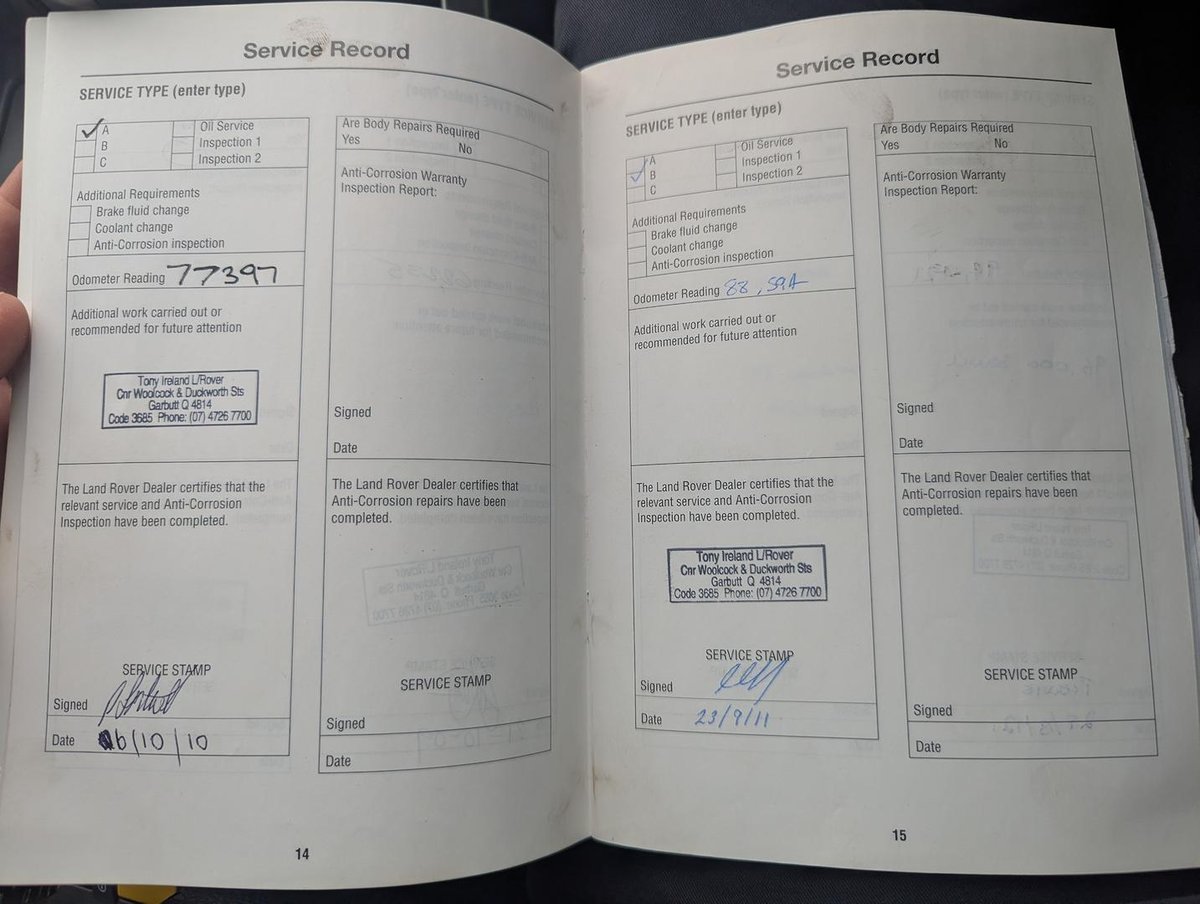 Service Record
SERVICE TYPE (enter type)
✓ A
B
C
Oil Service
Inspection 1
Inspection 2
Additional Requirements
Brake fluid change
Coolant change
Anti-Corrosion inspection
Odometer Reading 77397
Additional work carried out or
recommended for future attention
Tony Ireland L/Rover
Cnr Woolcock & Duckworth Sts
Garbutt Q 4814
Code 3685 Phone: (07) 4726 7700
The Land Rover Dealer certifies that the
relevant service and Anti-Corrosion
Inspection have been completed.
SERVICE STAMP
Signed
Date 6/10/10
Are Body Repairs Required
Yes No
Anti-Corrosion Warranty
Inspection Report:
Signed
Date
The Land Rover Dealer certifies that
Anti-Corrosion repairs have been
completed.
SERVICE STAMP
Signed
Date
14
Service Record
SERVICE TYPE (enter type)
A
✓ B
C
Oil Service
Inspection 1
Inspection 2
Additional Requirements
Brake fluid change
Coolant change
Anti-Corrosion inspection
Odometer Reading
Additional work carried out or
recommended for future attention
The Land Rover Dealer certifies that the
relevant service and Anti-Corrosion
Inspection have been completed.
Tony Ireland L/Rover
Cnr Woolcock & Duckworth Sts
Garbutt Q 4814
Code 3685 Phone: (07) 4726 7700
SERVICE STAMP
Signed
Date 23/9/11
Are Body Repairs Required
Yes No
Anti-Corrosion Warranty
Inspection Report:
Signed
Date
The Land Rover Dealer certifies that
Anti-Corrosion repairs have been
completed.
SERVICE STAMP
Signed
Date
15